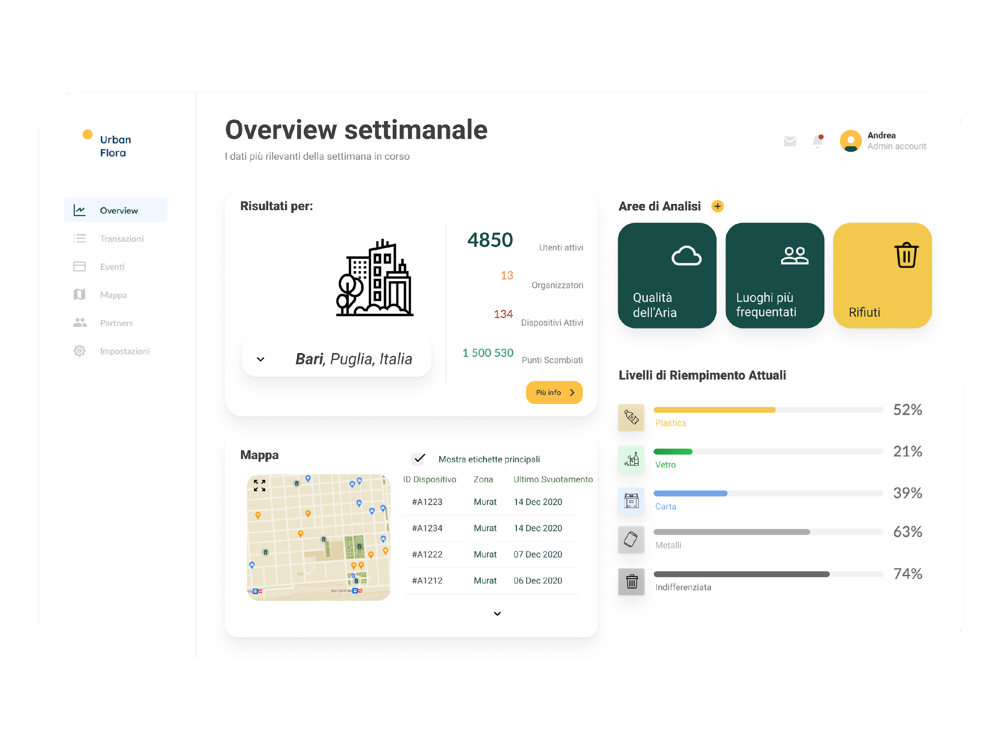 Urban
Flora
Overview
Transazioni
Eventi
Mappa
Partners
Impostazioni
Overview settimanale
I dati più rilevanti della settimana in corso
Andrea
Admin account
Risultati per:
Bari, Puglia, Italia
4850 Utenti attivi
13 Organizzatori
134 Dispositivi Attivi
1 500 530 Punti Scambiati
Più info
Aree di Analisi
Qualità
dell'Aria
Luoghi più
frequentati
Rifiuti
Livelli di Riempimento Attuali
52%
Plastica
21%
Vetro
39%
Carta
63%
Metalli
74%
Indifferenziata
Mappa
Bari Centrale
Mostra etichette principali
ID Dispositivo Zona Ultimo Svuotamento
#A1223 Murat 14 Dec 2020
#A1234 Murat 14 Dec 2020
#A1222 Murat 07 Dec 2020
#A1212 Murat 06 Dec 2020